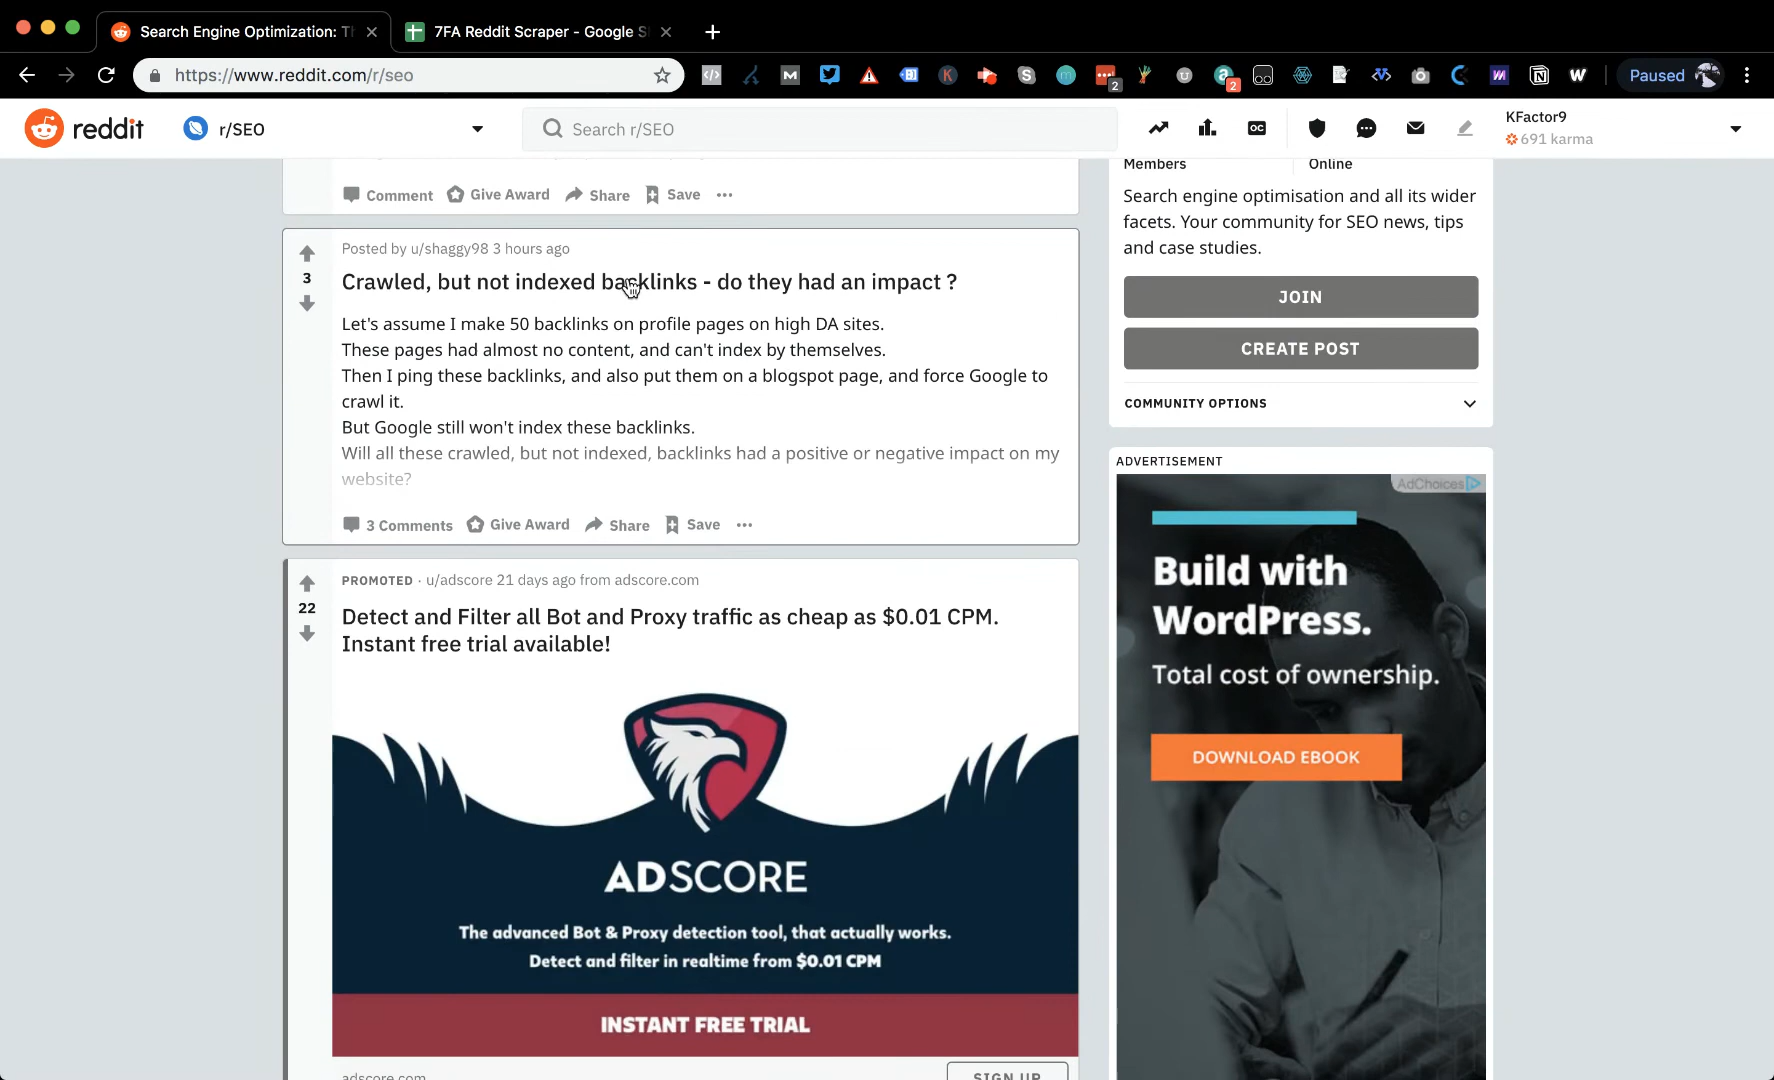 Search Engine Optimization: Th
7FA Reddit Scraper - Google S
https://www.reddit.com/r/seo
2
2
Paused
reddit
r/SEO
Search r/SEO
KFactor9
691 karma
Comment Give Award Share Save
Members Online
Search engine optimisation and all its wider
facets. Your community for SEO news, tips
and case studies.
JOIN
CREATE POST
COMMUNITY OPTIONS
Posted by u/shaggy98 3 hours ago
3
Crawled, but not indexed backlinks - do they had an impact ?
Let's assume I make 50 backlinks on profile pages on high DA sites.
These pages had almost no content, and can't index by themselves.
Then I ping these backlinks, and also put them on a blogspot page, and force Google to
crawl it.
But Google still won't index these backlinks.
Will all these crawled, but not indexed, backlinks had a positive or negative impact on my
website?
3 Comments Give Award Share Save
ADVERTISEMENT
AdChoices
Build with
WordPress.
Total cost of ownership.
DOWNLOAD EBOOK
PROMOTED · u/adscore 21 days ago from adscore.com
22
Detect and Filter all Bot and Proxy traffic as cheap as $0.01 CPM.
Instant free trial available!
ADSCORE
The advanced Bot & Proxy detection tool, that actually works.
Detect and filter in realtime from $0.01 CPM
INSTANT FREE TRIAL
adscore.com
SIGN UP